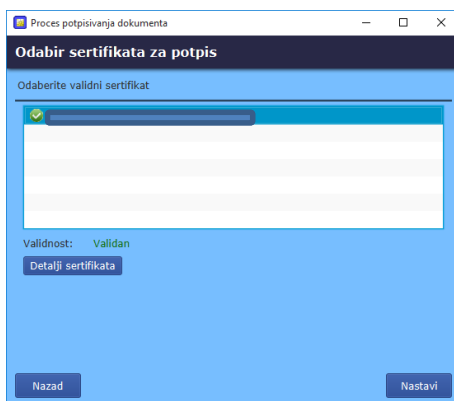 Proces potpisivanja dokumenta
Odabir sertifikata za potpis
Odaberite validni sertifikat
Validnost: Validan
Detalji sertifikata
Nazad Nastavi